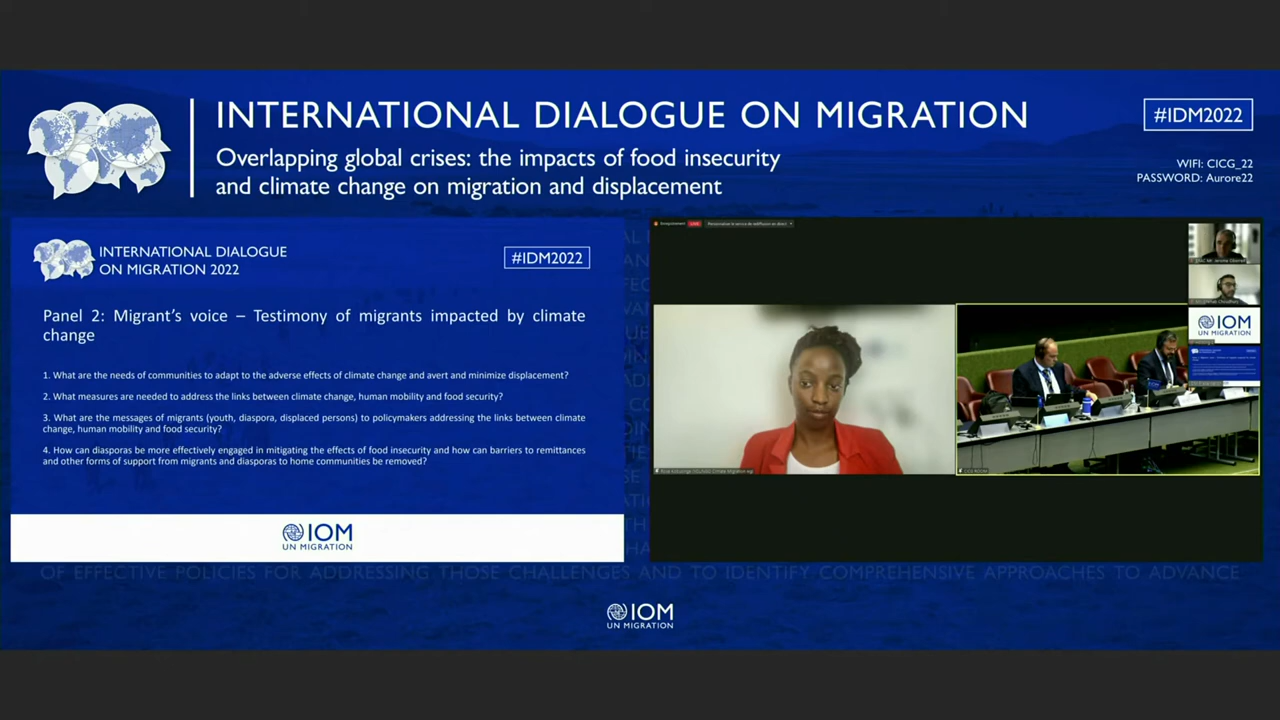 INTERNATIONAL DIALOGUE ON MIGRATION
Overlapping global crises: the impacts of food insecurity
and climate change on migration and displacement
#IDM2022
WIFI: CICG_22
PASSWORD: Aurore22
INTERNATIONAL DIALOGUE
ON MIGRATION 2022
#IDM2022
Panel 2: Migrant's voice – Testimony of migrants impacted by climate
change
1. What are the needs of communities to adapt to the adverse effects of climate change and avert and minimize displacement?
2. What measures are needed to address the links between climate change, human mobility and food security?
3. What are the messages of migrants (youth, diaspora, displaced persons) to policymakers addressing the links between climate
change, human mobility and food security?
4. How can diasporas be more effectively engaged in mitigating the effects of food insecurity and how can barriers to remittances
and other forms of support from migrants and diasporas to home communities be removed?
IOM
UN MIGRATION
LIVE
IOM
UN MIGRATION
OF EFFECTIVE POLICIES FOR ADDRESSING THOSE CHALLENGES AND TO IDENTIFY COMPREHENSIVE APPROACHES TO ADVANCE
IOM
UN MIGRATION